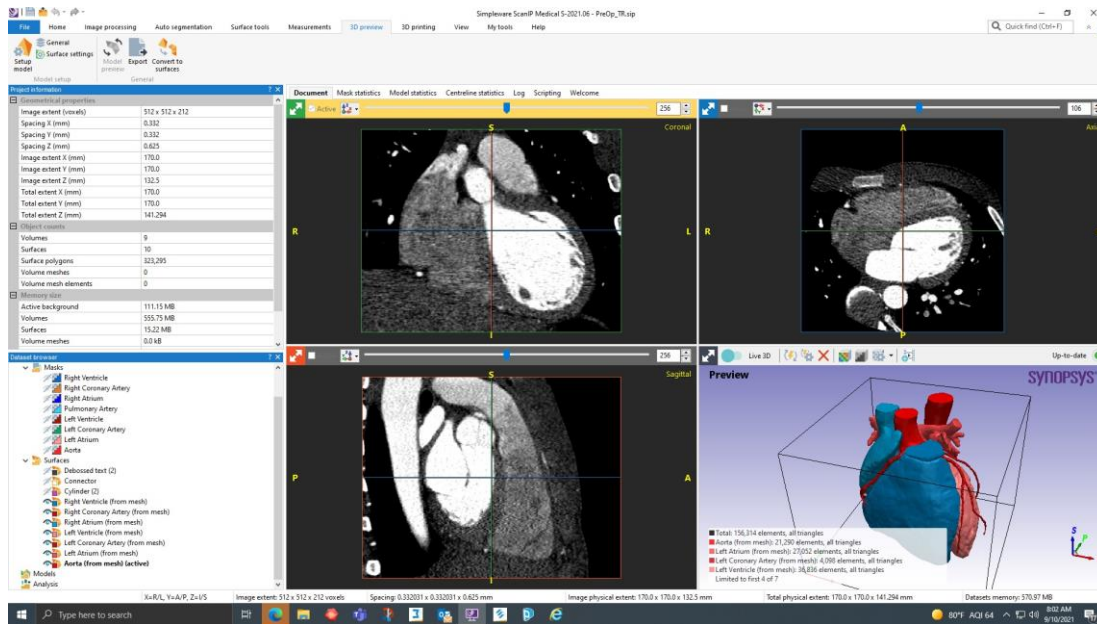 Simpleware ScanIP Medical S-2021.06 - PreOp_TR.sip
File Home Image processing Auto segmentation Surface tools Measurements 3D preview 3D printing View My tools Help Quick find (Ctrl+F)
Setup model
General
Surface settings
Model preview
Export
Convert to surfaces
Model setup General
Project information
Geometrical properties
Image extent (voxels) 512 x 512 x 212
Spacing X (mm) 0.332
Spacing Y (mm) 0.332
Spacing Z (mm) 0.625
Image extent X (mm) 170.0
Image extent Y (mm) 170.0
Image extent Z (mm) 132.5
Total extent X (mm) 170.0
Total extent Y (mm) 170.0
Total extent Z (mm) 141.294
Object counts
Volumes 9
Surfaces 10
Surface polygons 323,295
Volume meshes 0
Volume mesh elements 0
Memory size
Active background 111.15 MB
Volumes 555.75 MB
Surfaces 15.22 MB
Volume meshes 0.0 kB
Dataset browser
Masks
Right Ventricle
Right Coronary Artery
Right Atrium
Pulmonary Artery
Left Ventricle
Left Coronary Artery
Left Atrium
Aorta
Surfaces
Debossed text (2)
Connector
Cylinder (2)
Right Ventricle (from mesh)
Right Coronary Artery (from mesh)
Right Atrium (from mesh)
Left Ventricle (from mesh)
Left Coronary Artery (from mesh)
Left Atrium (from mesh)
Aorta (from mesh) (active)
Models
Analysis
Document Mask statistics Model statistics Centreline statistics Log Scripting Welcome
Active 256
S Coronal
R L
I
106
A
R
P
256
S Sagittal
P A
I
Live 3D Up-to-date
Preview SYNOPSYS
Total: 156,314 elements, all triangles
Aorta (from mesh): 21,290 elements, all triangles
Left Atrium (from mesh): 27,052 elements, all triangles
Left Coronary Artery (from mesh): 4,098 elements, all triangles
Left Ventricle (from mesh): 36,836 elements, all triangles
Limited to first 4 of 7
S
P
L
X=R/L, Y=A/P, Z=I/S Image extent: 512 x 512 x 212 voxels Spacing: 0.332031 x 0.332031 x 0.625 mm Image physical extent: 170.0 x 170.0 x 132.5 mm Total physical extent: 170.0 x 170.0 x 141.294 mm Datasets memory: 570.97 MB
Type here to search
80°F AQI 64
8:02 AM
9/10/2021